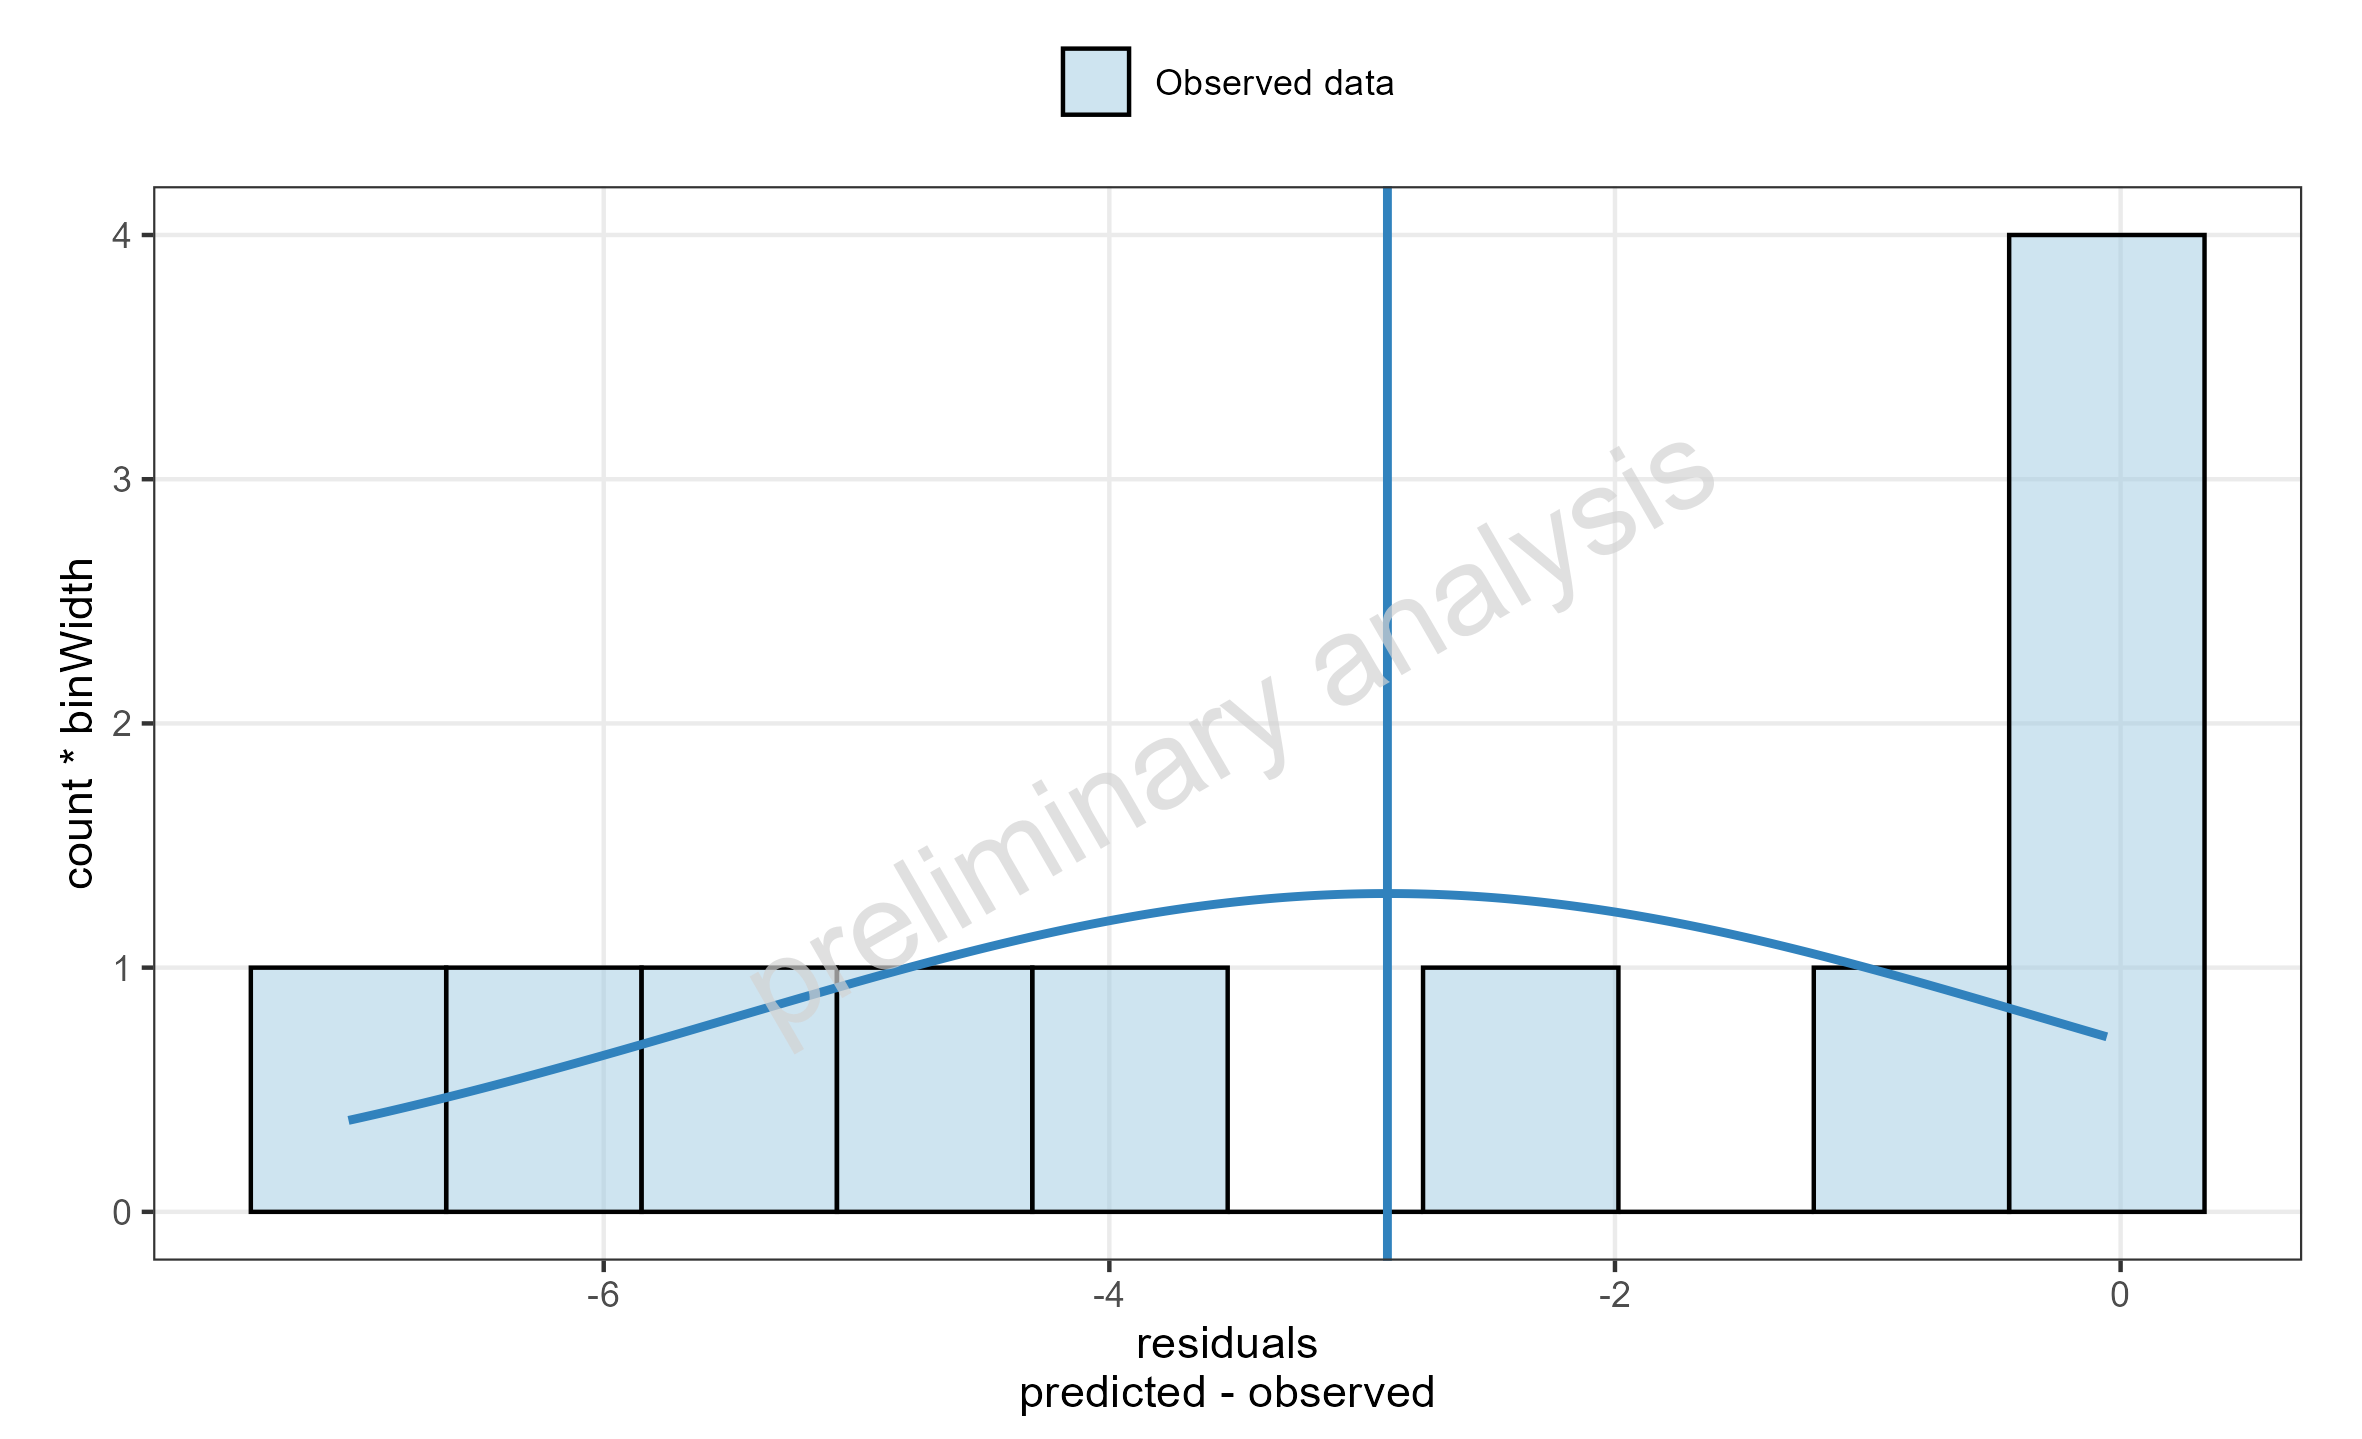 Observed data
4
3
2
1
0
count * binWidth
preliminary analysis
-6 -4 -2 0
residuals
predicted - observed